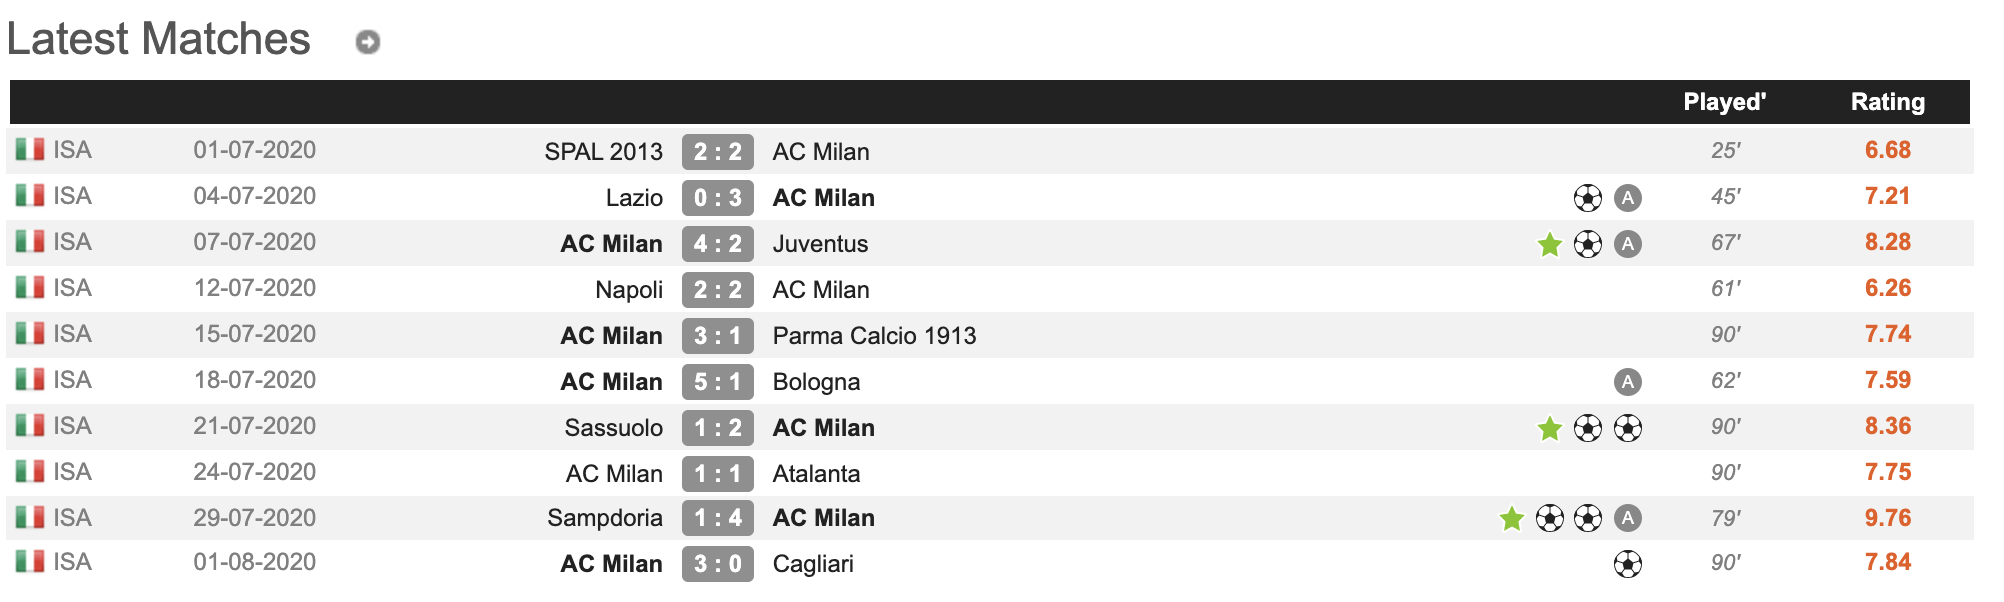 Latest Matches
Played' Rating
ISA 01-07-2020 SPAL 2013 2 : 2 AC Milan 25' 6.68
ISA 04-07-2020 Lazio 0 : 3 AC Milan A 45' 7.21
ISA 07-07-2020 AC Milan 4 : 2 Juventus A 67' 8.28
ISA 12-07-2020 Napoli 2 : 2 AC Milan 61' 6.26
ISA 15-07-2020 AC Milan 3 : 1 Parma Calcio 1913 90' 7.74
ISA 18-07-2020 AC Milan 5 : 1 Bologna A 62' 7.59
ISA 21-07-2020 Sassuolo 1 : 2 AC Milan 90' 8.36
ISA 24-07-2020 AC Milan 1 : 1 Atalanta 90' 7.75
ISA 29-07-2020 Sampdoria 1 : 4 AC Milan A 79' 9.76
ISA 01-08-2020 AC Milan 3 : 0 Cagliari 90' 7.84